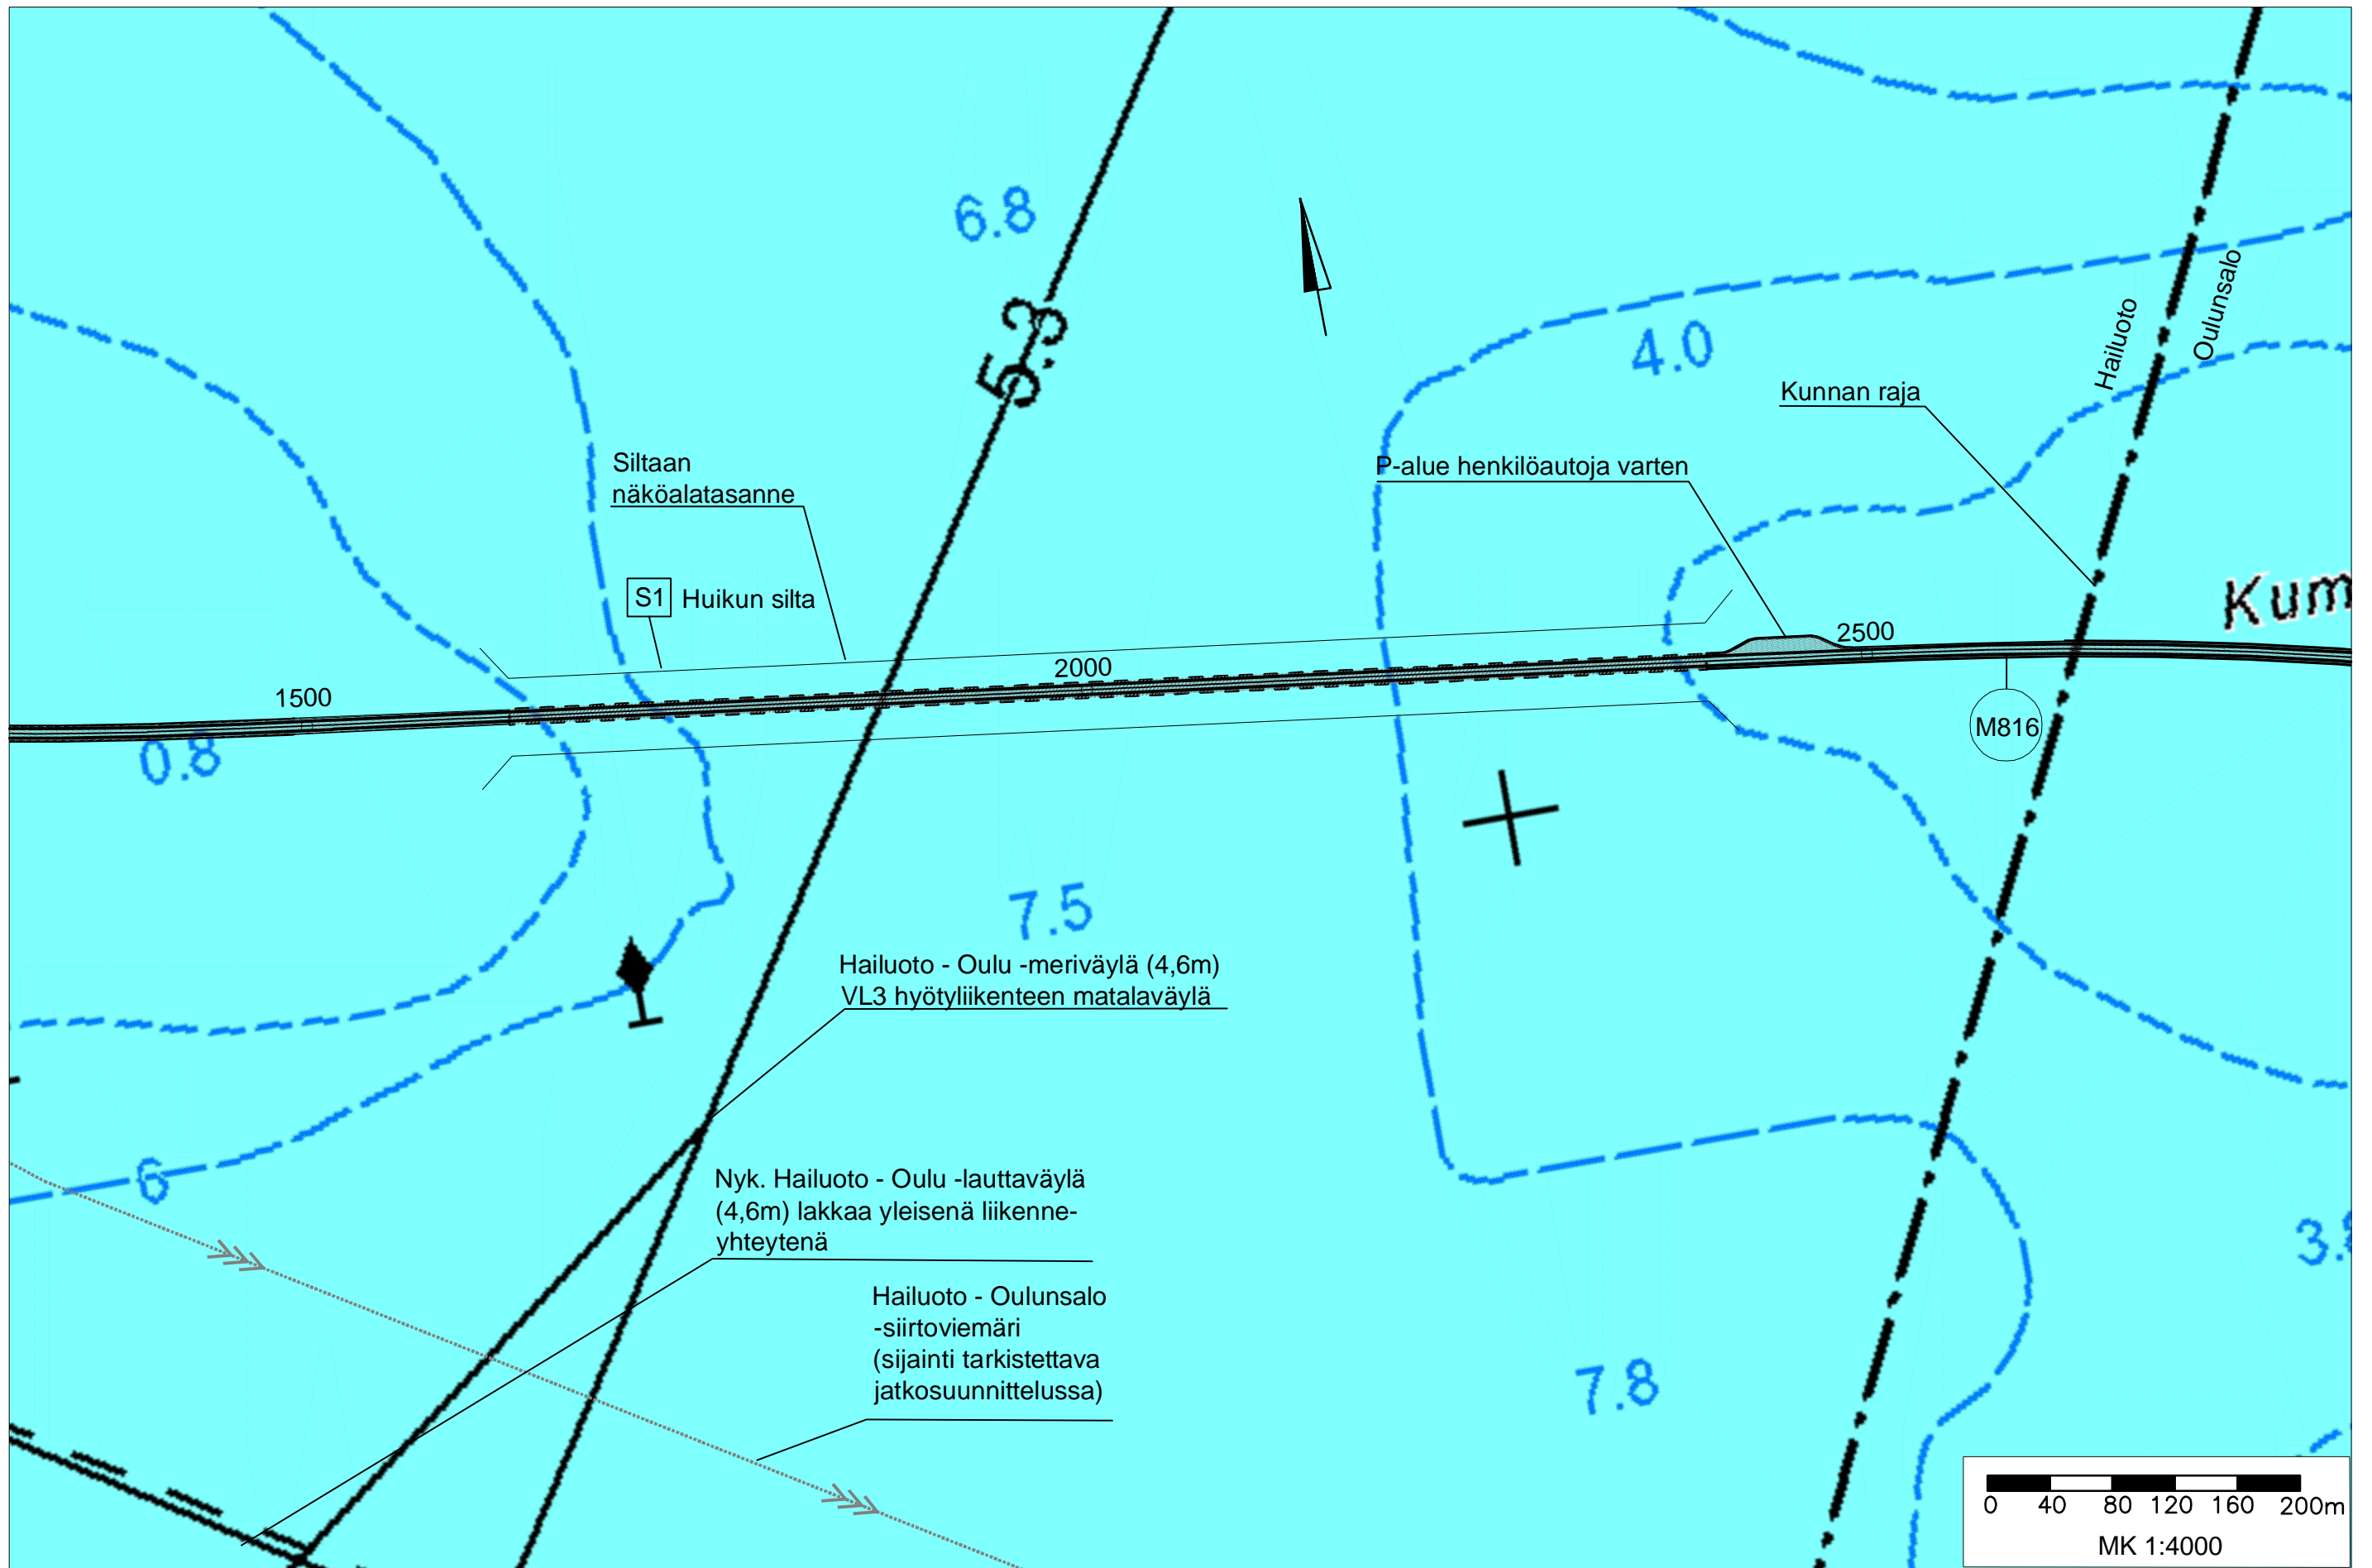 6.8
5.3
4.0
Hailuoto
Oulunsalo
Kunnan raja
Siltaan
näköalatasanne
P-alue henkilöautoja varten
S1 Huikun silta
Kum
1500
2000
2500
M816
0.8
7.5
Hailuoto - Oulu -meriväylä (4,6m)
VL3 hyötyliikenteen matalaväylä
6
Nyk. Hailuoto - Oulu -lauttaväylä
(4,6m) lakkaa yleisenä liikenne-
yhteytenä
Hailuoto - Oulunsalo
-siirtoviemäri
(sijainti tarkistettava
jatkosuunnittelussa)
7.8
0 40 80 120 160 200m
MK 1:4000